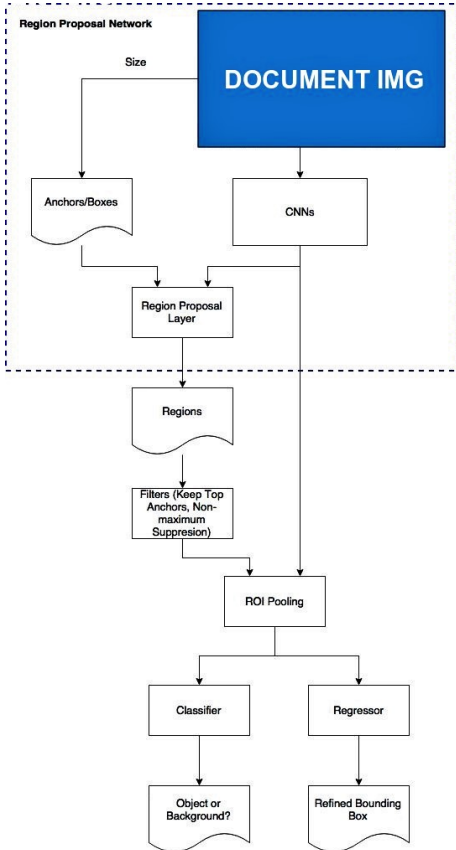 Region Proposal Network
DOCUMENT IMG
Size
Anchors/Boxes
CNNs
Region Proposal
Layer
Regions
Filters (Keep Top
Anchors, Non-
maximum
Suppresion)
ROI Pooling
Classifier
Regressor
Object or
Background?
Refined Bounding
Box